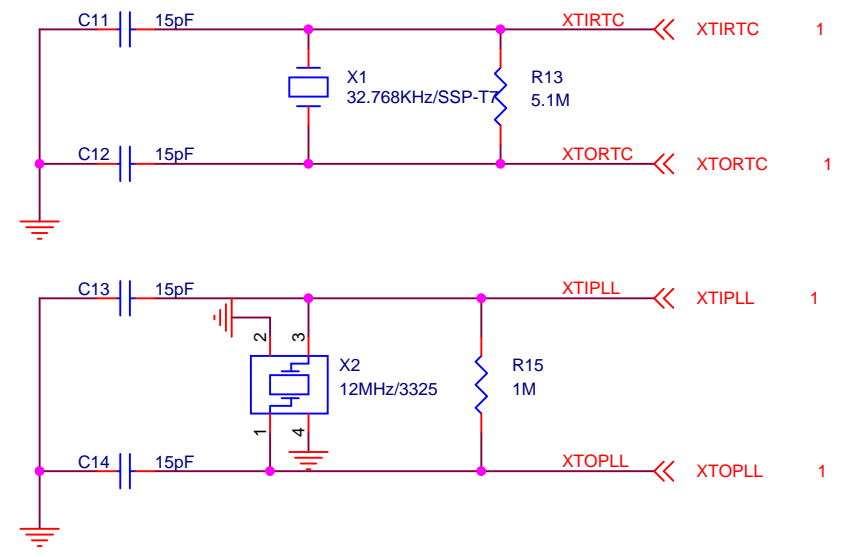 C11 15pF XTIRTC XTIRTC 1
X1 R13
32.768KHz/SSP-T7 5.1M
C12 15pF XTORTC XTORTC 1
C13 15pF XTIPLL XTIPLL 1
2 3
X2 R15
12MHz/3325 1M
1 4
C14 15pF XTOPLL XTOPLL 1